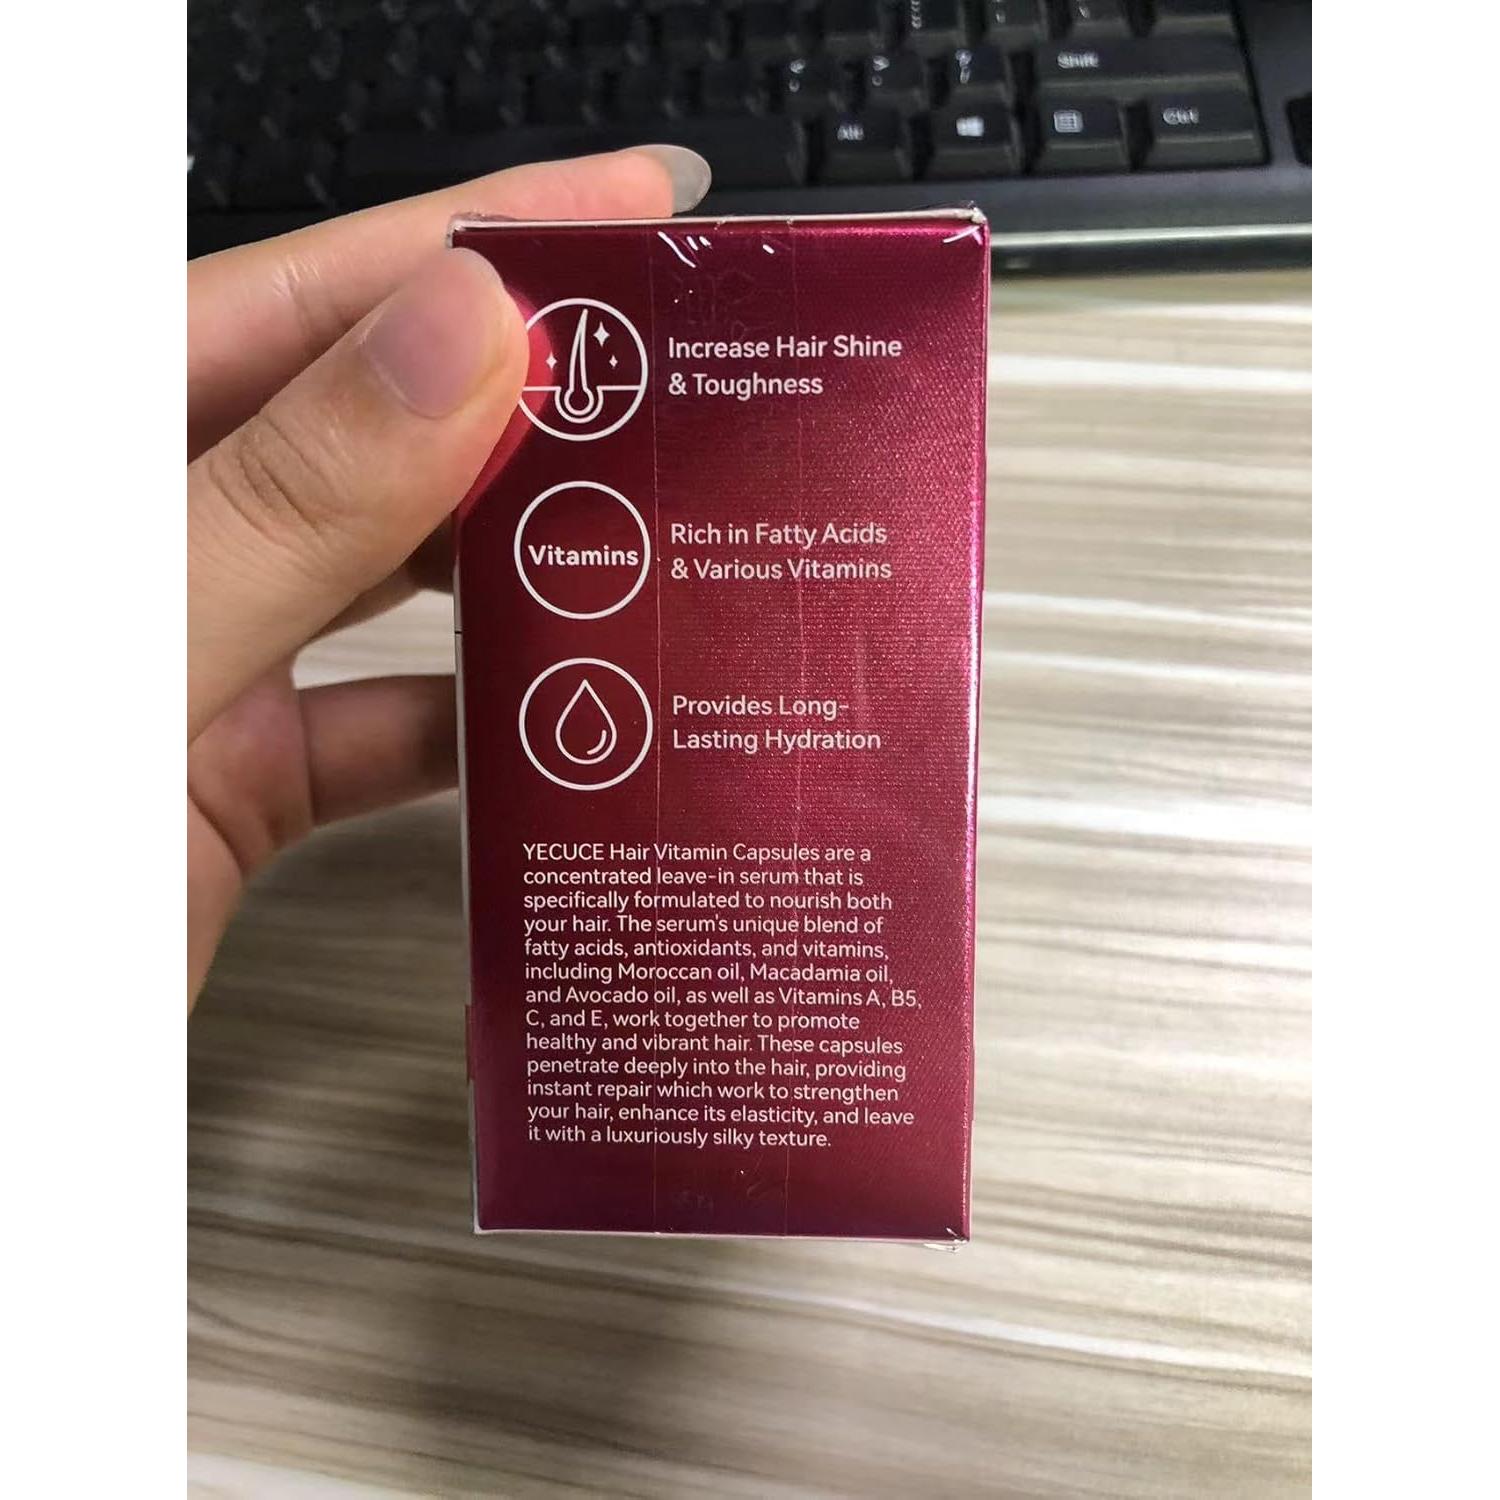 Shift
Alt
Ctrl
Increase Hair Shine
& Toughness
Vitamins
Rich in Fatty Acids
& Various Vitamins
Provides Long-
Lasting Hydration
YECUCE Hair Vitamin Capsules are a
concentrated leave-in serum that is
specifically formulated to nourish both
your hair. The serum's unique blend of
fatty acids, antioxidants, and vitamins,
including Moroccan oil, Macadamia oil,
and Avocado oil, as well as Vitamins A, B5,
C, and E, work together to promote
healthy and vibrant hair. These capsules
penetrate deeply into the hair, providing
instant repair which work to strengthen
your hair, enhance its elasticity, and leave
it with a luxuriously silky texture.